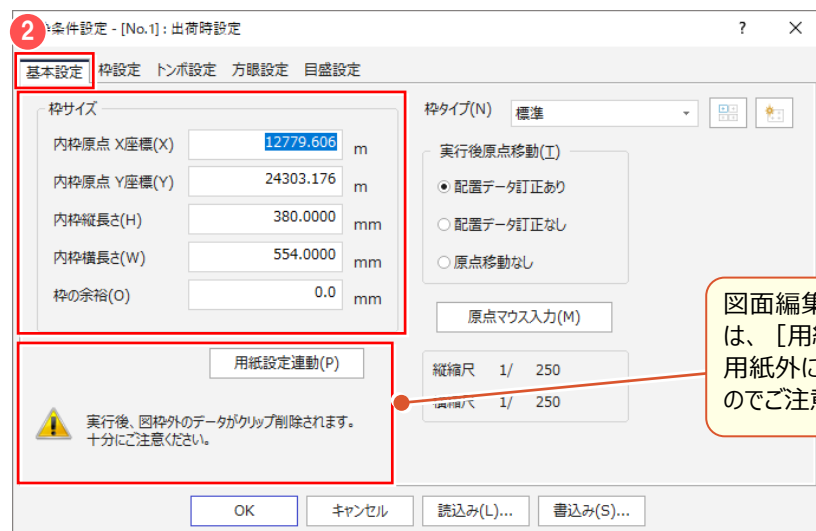 2
枠条件設定 - [No.1] : 出荷時設定
? ×
基本設定 枠設定 トンボ設定 方眼設定 目盛設定
枠サイズ
内枠原点 X座標(X) 12779.606 m
内枠原点 Y座標(Y) 24303.176 m
内枠縦長さ(H) 380.0000 mm
内枠横長さ(W) 554.0000 mm
枠の余裕(O) 0.0 mm
用紙設定連動(P)
実行後、図枠外のデータがクリップ削除されます。
十分にご注意ください。
枠タイプ(N) 標準
実行後原点移動(T)
配置データ訂正あり
配置データ訂正なし
原点移動なし
原点マウス入力(M)
縦縮尺 1/ 250
横縮尺 1/ 250
図面編集
は、［用紙
用紙外に
のでご注意
OK キャンセル 読込み(L)... 書込み(S)...